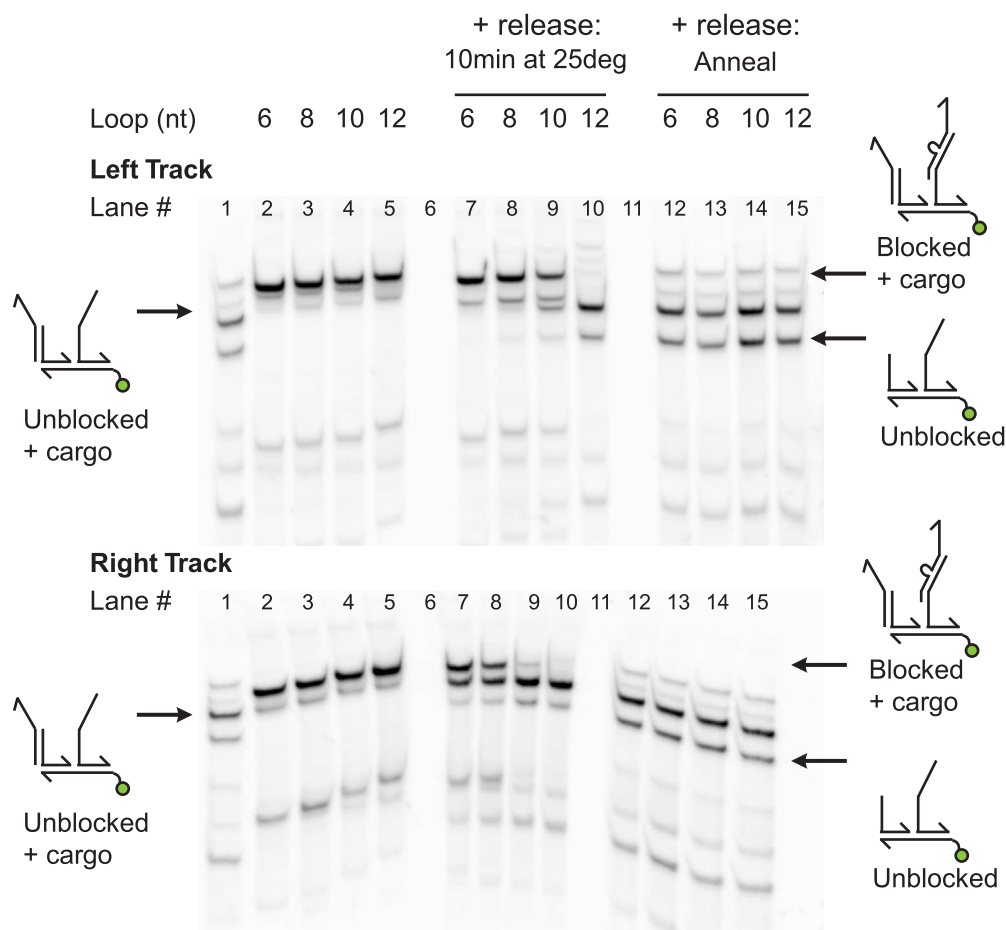 + release: + release:
10min at 25deg Anneal
Loop (nt) 6 8 10 12 6 8 10 12 6 8 10 12
Left Track
Lane # 1 2 3 4 5 6 7 8 9 10 11 12 13 14 15
Blocked
+ cargo
Unblocked
+ cargo
Unblocked
Right Track
Lane # 1 2 3 4 5 6 7 8 9 10 11 12 13 14 15
Blocked
+ cargo
Unblocked
+ cargo
Unblocked